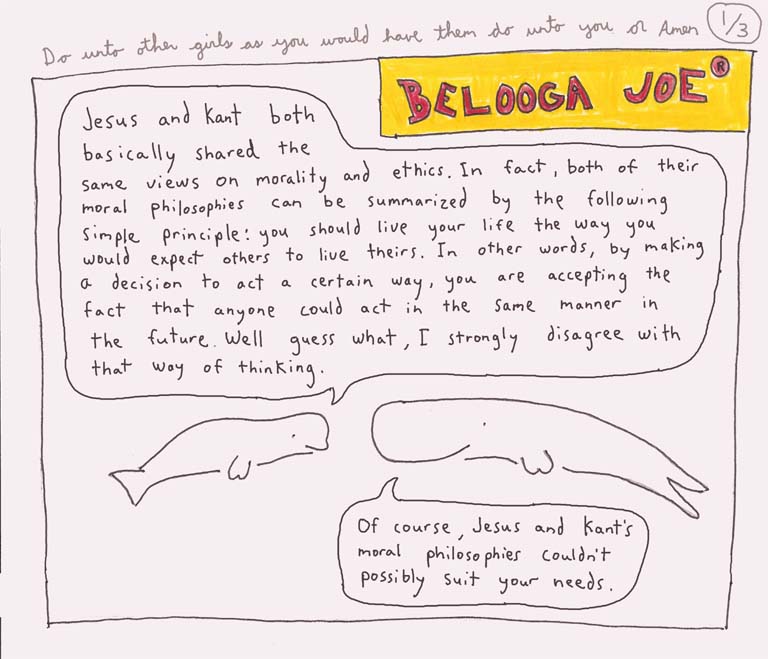 Do unto other girls as you would have them do unto you or Amen
1/3
BELOOGA JOE®
Jesus and Kant both
basically shared the
same views on morality and ethics. In fact, both of their
moral philosophies can be summarized by the following
simple principle: you should live your life the way you
would expect others to live theirs. In other words, by making
a decision to act a certain way, you are accepting the
fact that anyone could act in the same manner in
the future. Well guess what, I strongly disagree with
that way of thinking.
Of course, Jesus and Kant's
moral philosophies couldn't
possibly suit your needs.